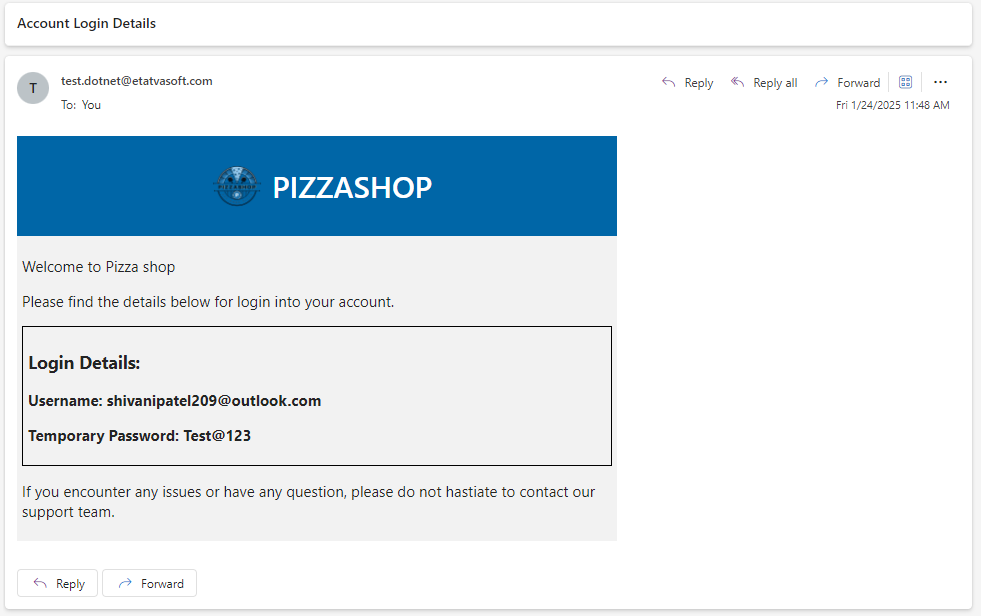 Account Login Details
T
test.dotnet@etatvasoft.com
To: You
Reply
Reply all
Forward
Fri 1/24/2025 11:48 AM
PIZZASHOP
PIZZASHOP
Welcome to Pizza shop
Please find the details below for login into your account.
Login Details:
Username: shivanipatel209@outlook.com
Temporary Password: Test@123
If you encounter any issues or have any question, please do not hastiate to contact our
support team.
Reply
Forward